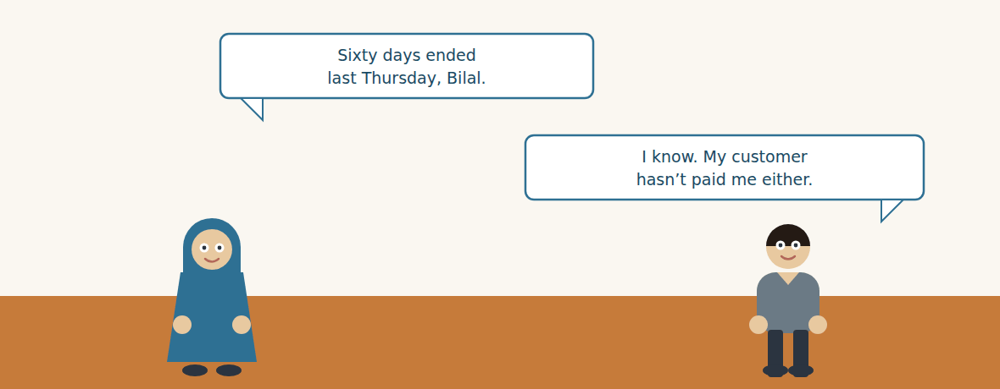 Sixty days ended
last Thursday, Bilal.
I know. My customer
hasn’t paid me either.